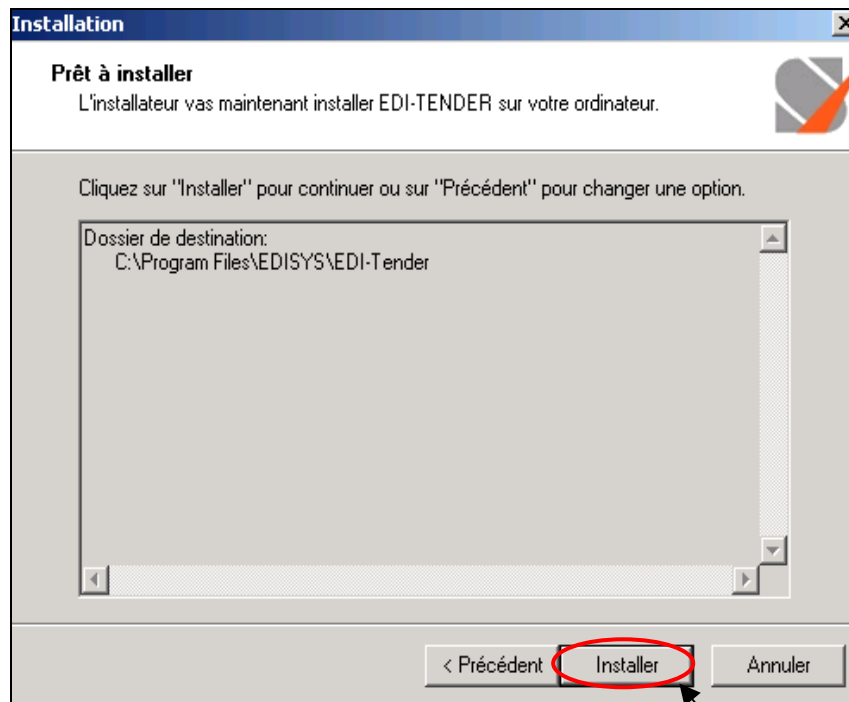 Installation
Prêt à installer
L'installateur vas maintenant installer EDI-TENDER sur votre ordinateur.
Cliquez sur "Installer" pour continuer ou sur "Précédent" pour changer une option.
Dossier de destination:
C:\Program Files\EDISYS\EDI-Tender
< Précédent
Installer
Annuler